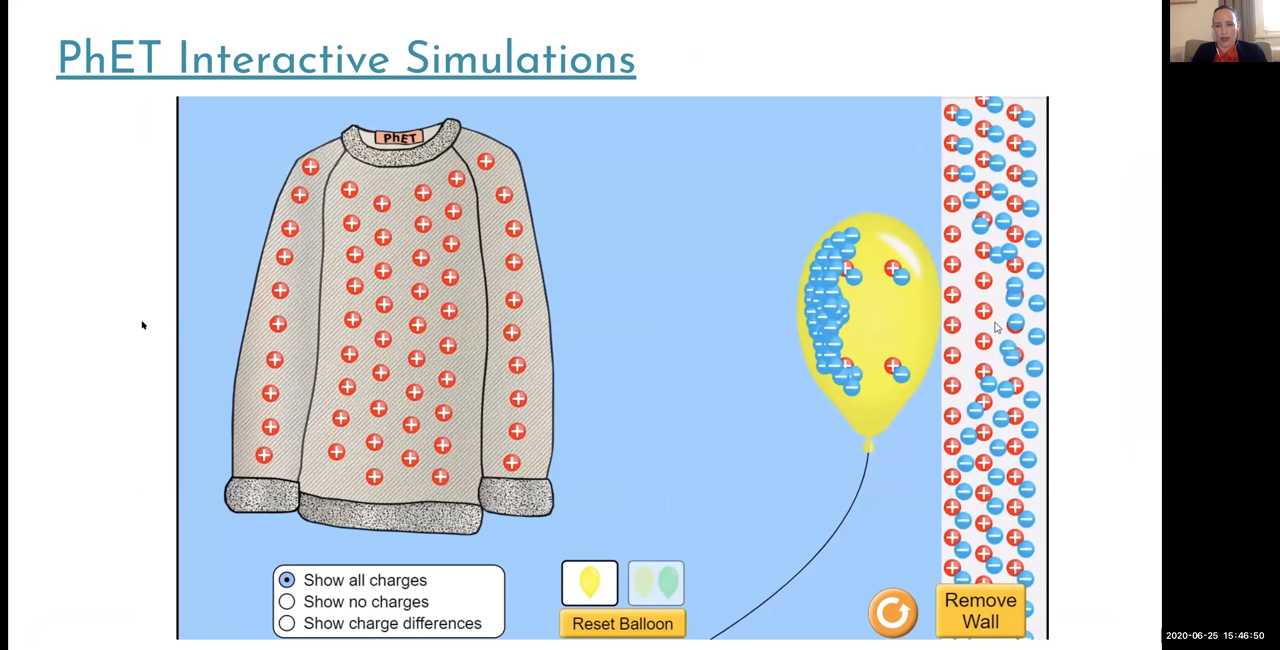 PhET Interactive Simulations
PhET
Show all charges
Show no charges
Show charge differences
Reset Balloon
Remove
Wall
2020-06-25 15:46:50